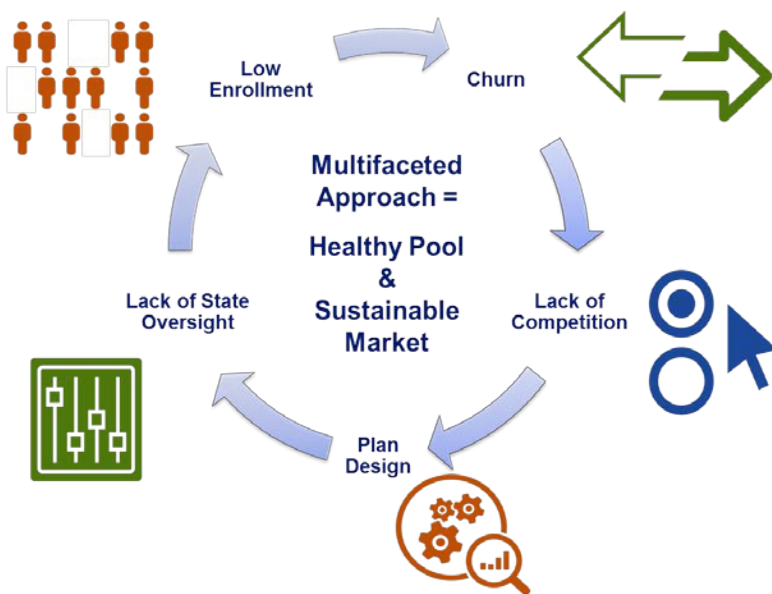 Low
Enrollment
Churn
Multifaceted
Approach =
Healthy Pool
&
Sustainable
Market
Lack of State
Oversight
Lack of
Competition
Plan
Design